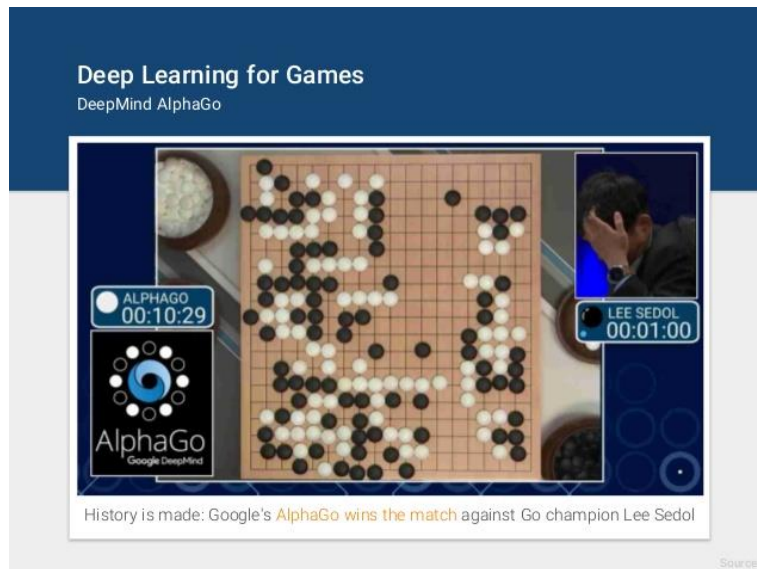 Deep Learning for Games
DeepMind AlphaGo
ALPHAGO
00:10:29
LEE SEDOL
00:01:00
AlphaGo
Google DeepMind
History is made: Google's AlphaGo wins the match against Go champion Lee Sedol
Source